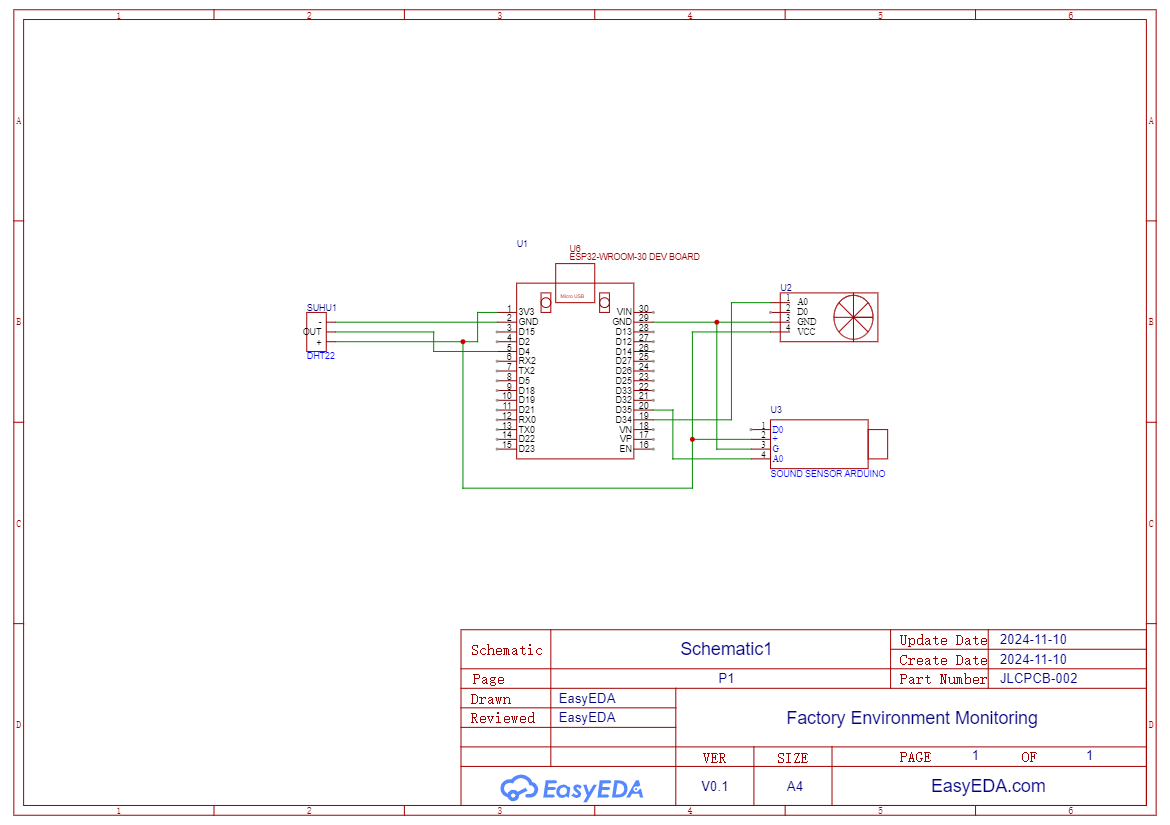 1 2 3 4 5 6
A A
B B
C C
D D
U1
U6
ESP32-WROOM-30 DEV BOARD
Micro USB
1 3V3
2 GND
3 D15
4 D2
5 D4
6 RX2
7 TX2
8 D5
9 D18
10 D19
11 D21
12 RX0
13 TX0
14 D22
15 D23
VIN 30
GND 29
D13 28
D12 27
D14 26
D27 25
D26 24
D25 23
D33 22
D32 21
D35 20
D34 19
VN 18
VP 17
EN 16
SUHU1
-
OUT
+
DHT22
U2
1 A0
2 D0
3 GND
4 VCC
U3
1 D0
2 +
3 G
4 A0
SOUND SENSOR ARDUINO
Schematic Schematic1
Update Date 2024-11-10
Create Date 2024-11-10
Page P1
Part Number JLCPCB-002
Drawn EasyEDA
Reviewed EasyEDA
Factory Environment Monitoring
VER SIZE PAGE 1 OF 1
EasyEDA V0.1 A4 EasyEDA.com
1 2 3 4 5 6